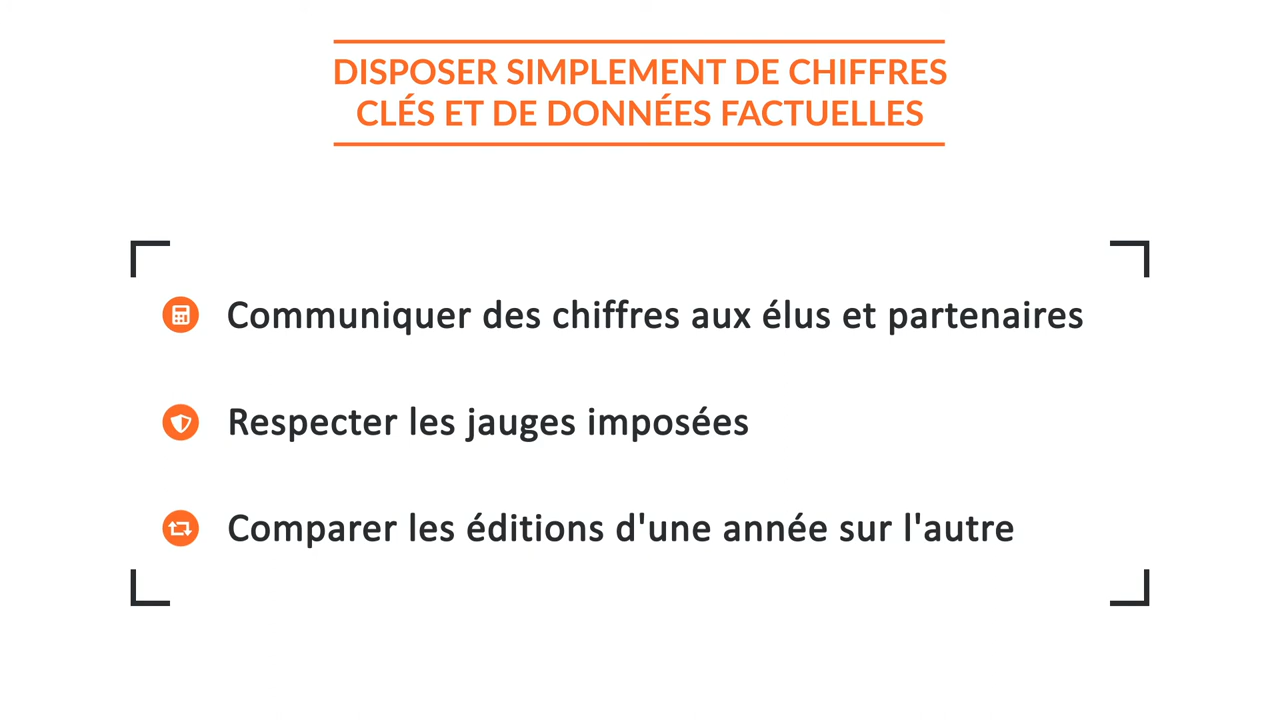 DISPOSER SIMPLEMENT DE CHIFFRES
CLÉS ET DE DONNÉES FACTUELLES
Communiquer des chiffres aux élus et partenaires
Respecter les jauges imposées
Comparer les éditions d'une année sur l'autre